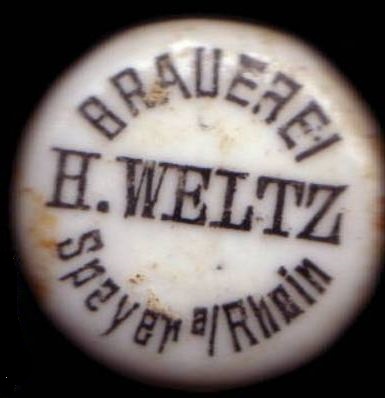 BRAUEREI
H. WELTZ
Speyer a/Rhein